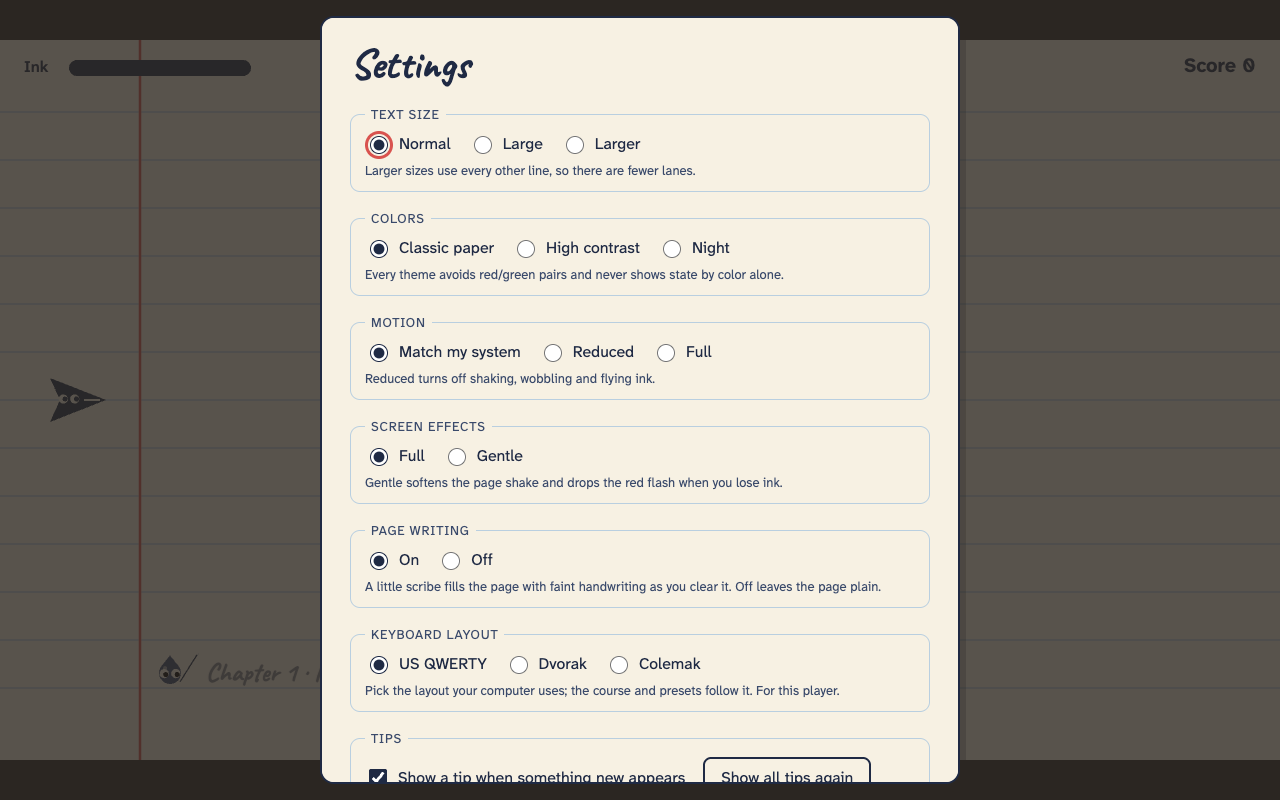 Settings
Ink
Score 0
TEXT SIZE
Normal Large Larger
Larger sizes use every other line, so there are fewer lanes.
COLORS
Classic paper High contrast Night
Every theme avoids red/green pairs and never shows state by color alone.
MOTION
Match my system Reduced Full
Reduced turns off shaking, wobbling and flying ink.
SCREEN EFFECTS
Full Gentle
Gentle softens the page shake and drops the red flash when you lose ink.
PAGE WRITING
On Off
A little scribe fills the page with faint handwriting as you clear it. Off leaves the page plain.
KEYBOARD LAYOUT
US QWERTY Dvorak Colemak
Pick the layout your computer uses; the course and presets follow it. For this player.
Chapter 1 ·
TIPS
Show a tip when something new appears Show all tips again